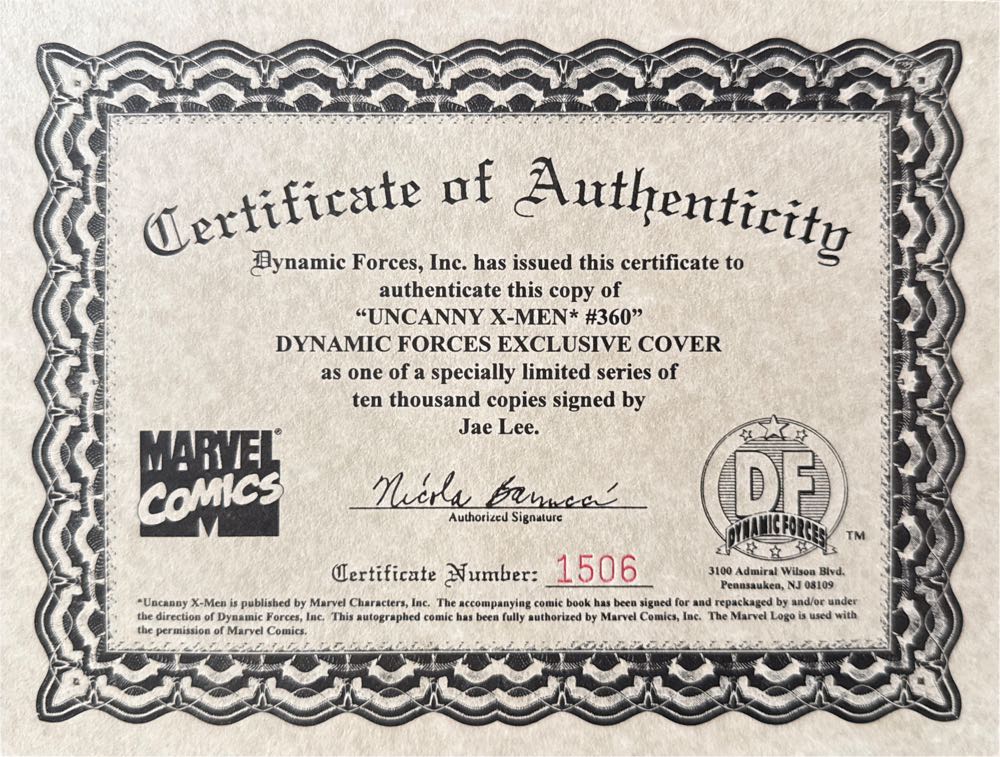 Certificate of Authenticity
Dynamic Forces, Inc. has issued this certificate to
authenticate this copy of
“UNCANNY X-MEN* #360”
DYNAMIC FORCES EXCLUSIVE COVER
as one of a specially limited series of
ten thousand copies signed by
Jae Lee.
MARVEL®
COMICS
Nicola Barrucci
Authorized Signature
DF
DYNAMIC FORCES
TM
Certificate Number: 1506
3100 Admiral Wilson Blvd.
Pennsauken, NJ 08109
*Uncanny X-Men is published by Marvel Characters, Inc. The accompanying comic book has been signed for and repackaged by and/or under
the direction of Dynamic Forces, Inc. This autographed comic has been fully authorized by Marvel Comics, Inc. The Marvel Logo is used with
the permission of Marvel Comics.